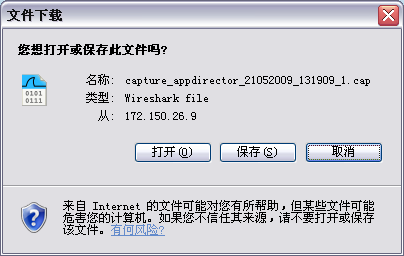 文件下载
您想打开或保存此文件吗?
0101
0111
名称: capture_appdirector_21052009_131909_1.cap
类型: Wireshark file
从: 172.150.26.9
打开(O) 保存(S) 取消
来自 Internet 的文件可能对您有所帮助,但某些文件可能
危害您的计算机。如果您不信任其来源,请不要打开或保存
该文件。有何风险?